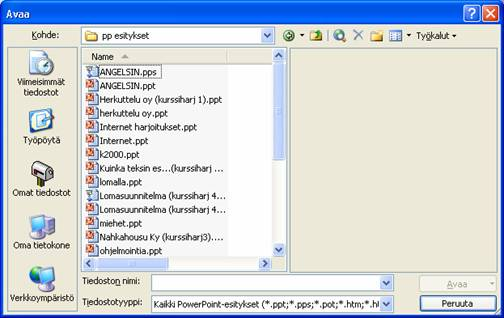 Avaa
Kohde:
pp esitykset
Työkalut
Viimeisimmät tiedostot
Työpöytä
Omat tiedostot
Oma tietokone
Verkkoympäristö
Name
ANGELSIN.pps
ANGELSIN.ppt
Herkuttelu oy (kurssiharj 1).ppt
herkuttelu oy.ppt
Internet harjoitukset.ppt
Internet.ppt
k2000.ppt
Kuinka teksin es...(kurssiharj ...
lomalla.ppt
Lomasuunnitelma (kurssiharj 4...
Lomasuunnitelma (kurssiharj 4...
miehet.ppt
Nahkahousu Ky (kurssiharj3)....
ohjelmointia.ppt
Tiedoston nimi:
Avaa
Tiedostotyyppi:
Kaikki PowerPoint-esitykset (*.ppt;*.pps;*.pot;*.htm;*.ht
Peruuta